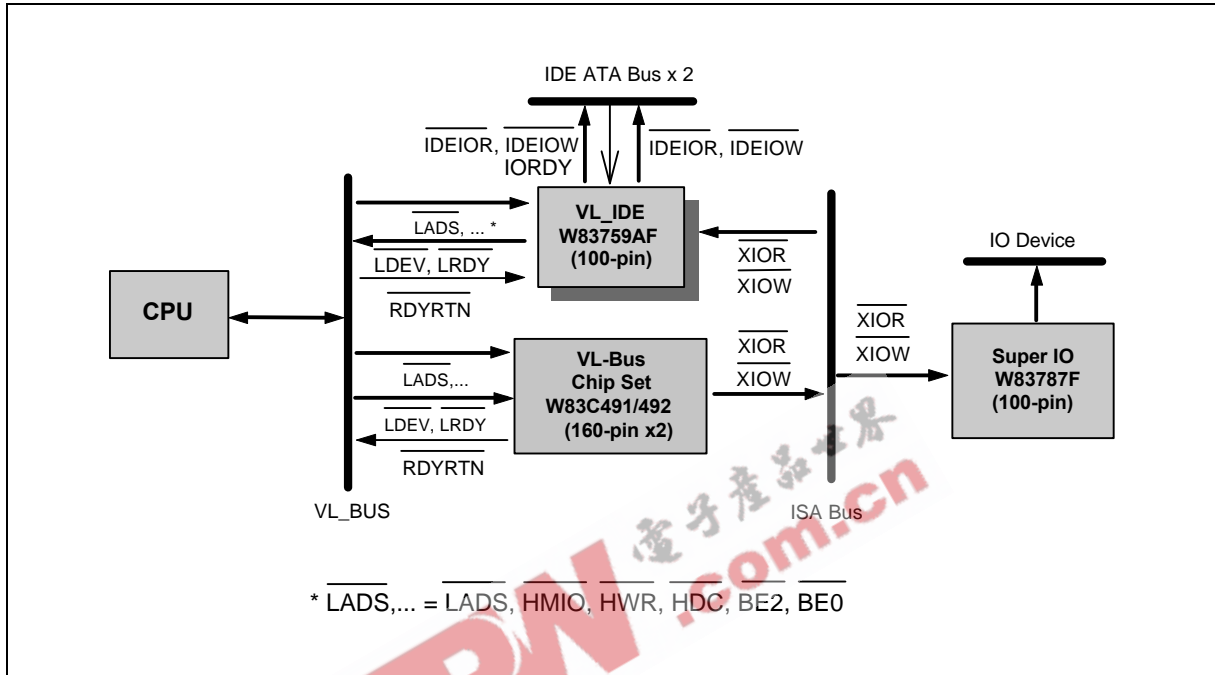 IDE ATA Bus x 2
IDEIOR, IDEIOW
IORDY
IDEIOR, IDEIOW
VL_IDE
W83759AF
(100-pin)
LADS, ... *
LDEV, LRDY
RDYRTN
XIOR
XIOW
IO Device
CPU
VL-Bus
Chip Set
W83C491/492
(160-pin x2)
LADS,...
LDEV, LRDY
RDYRTN
XIOR
XIOW
XIOR
XIOW
Super IO
W83787F
(100-pin)
VL_BUS
ISA Bus
電子產品世界
.com.cn
* LADS,... = LADS, HMIO, HWR, HDC, BE2, BE0